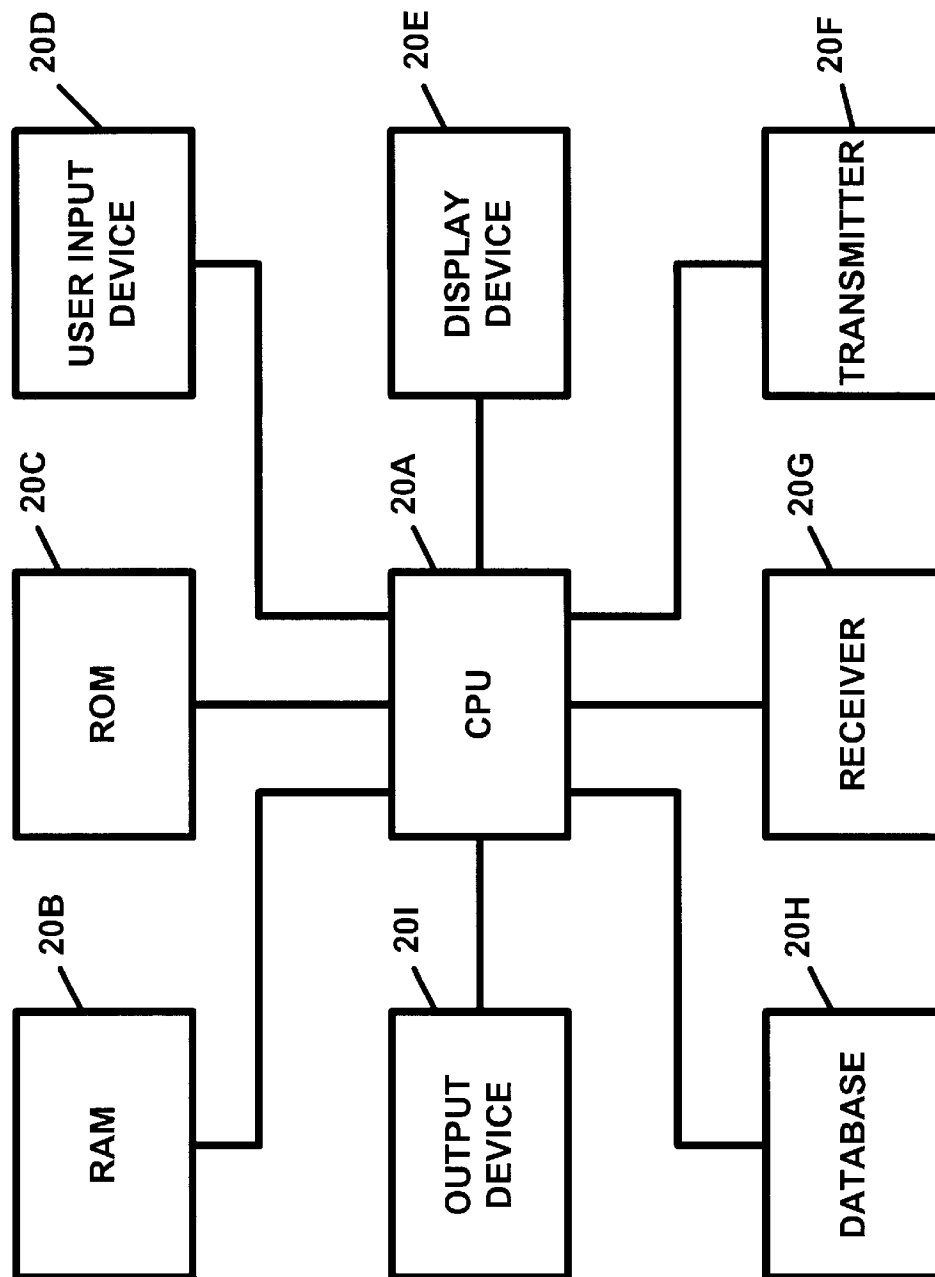 RAM
20B
ROM
20C
USER INPUT
DEVICE
20D
OUTPUT
DEVICE
20I
CPU
20A
DISPLAY
DEVICE
20E
DATABASE
20H
RECEIVER
20G
TRANSMITTER
20F